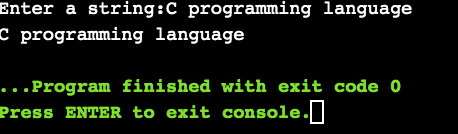 Enter a string:C programming language
C programming language
...Program finished with exit code 0
Press ENTER to exit console.